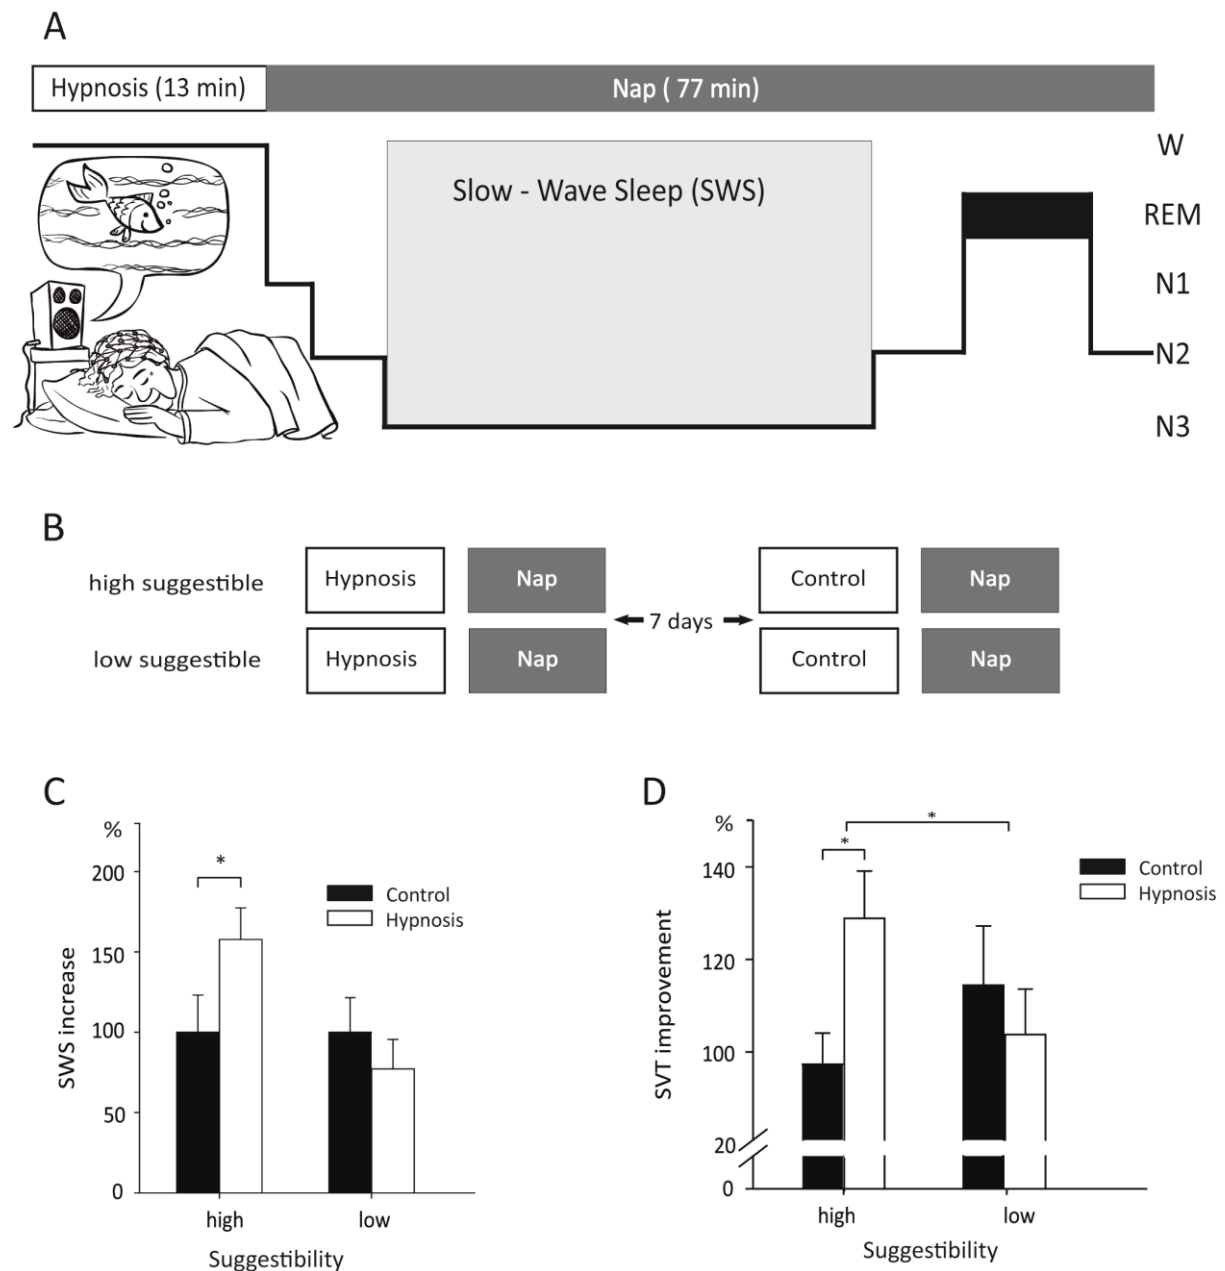 A
Hypnosis (13 min)
Nap ( 77 min)
Slow - Wave Sleep (SWS)
W
REM
N1
N2
N3
B
high suggestible
Hypnosis
Nap
Control
Nap
7 days
low suggestible
Hypnosis
Nap
Control
Nap
C
%
200
150
100
50
0
SWS increase
*
Control
Hypnosis
high
low
Suggestibility
D
%
140
120
100
20
0
SVT improvement
*
*
Control
Hypnosis
high
low
Suggestibility